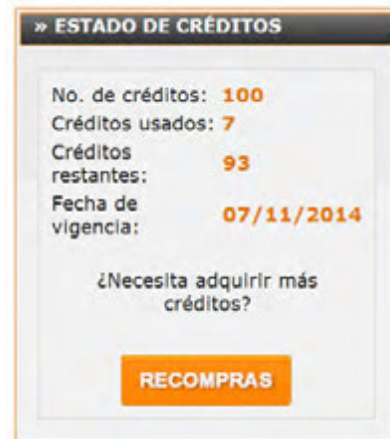 » ESTADO DE CRÉDITOS
No. de créditos: 100
Créditos usados: 7
Créditos
restantes: 93
Fecha de
vigencia: 07/11/2014
¿Necesita adquirir más
créditos?
RECOMPRAS